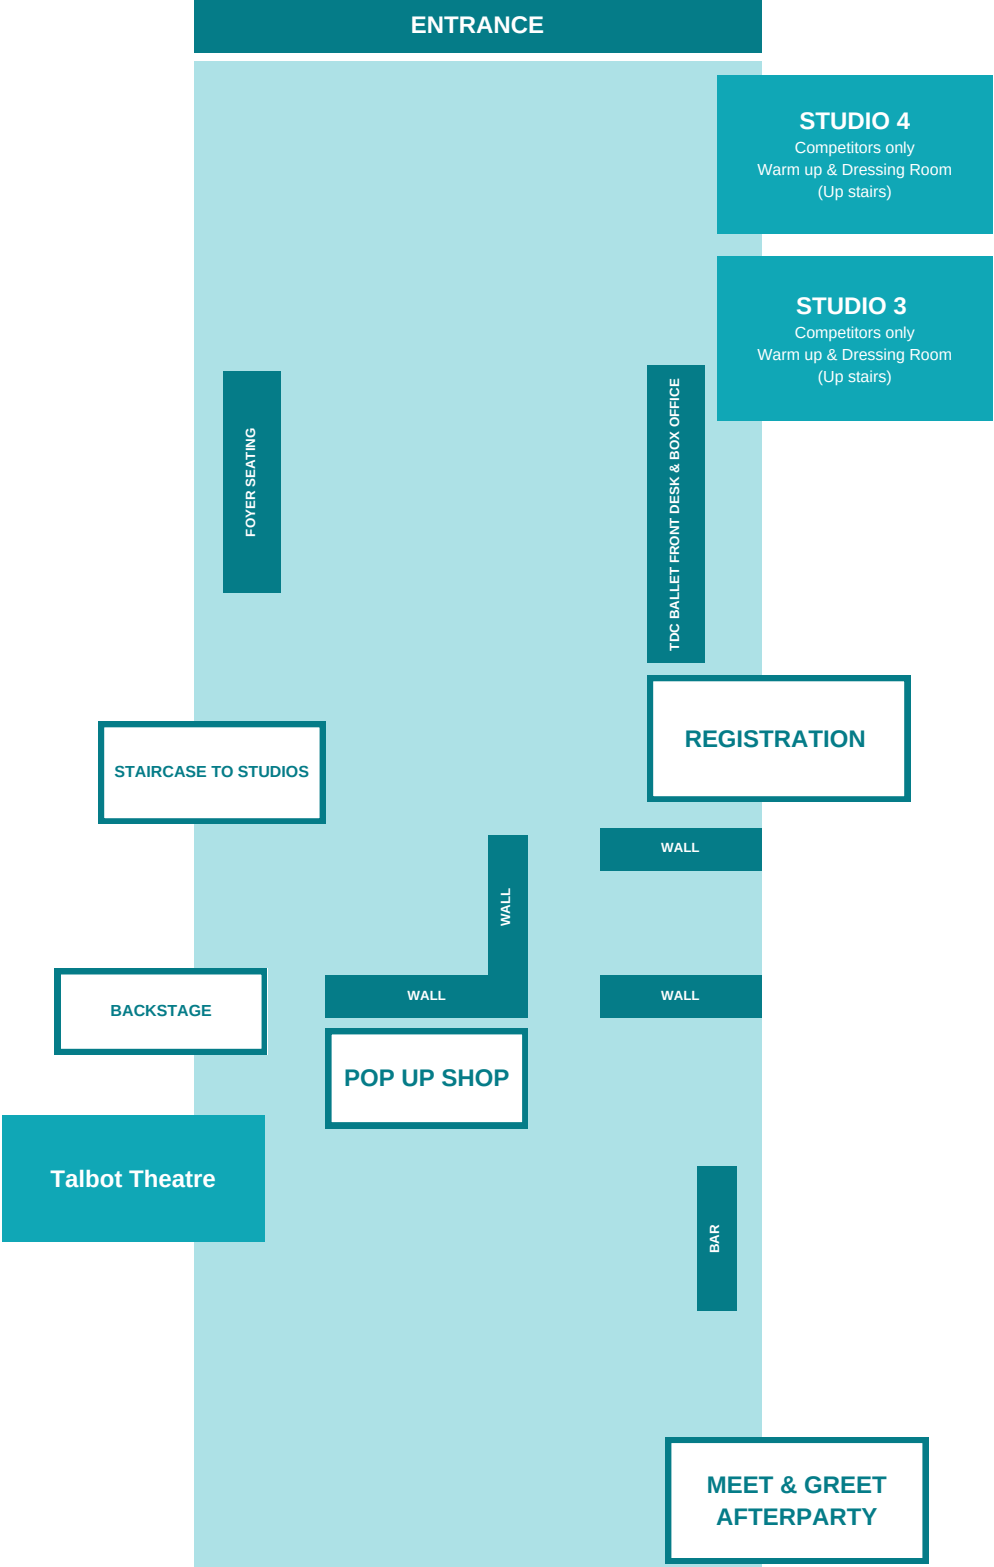 ENTRANCE
STUDIO 4
Competitors only
Warm up & Dressing Room
(Up stairs)
STUDIO 3
Competitors only
Warm up & Dressing Room
(Up stairs)
FOYER SEATING
TDC BALLET FRONT DESK & BOX OFFICE
REGISTRATION
STAIRCASE TO STUDIOS
WALL
WALL
WALL
WALL
BACKSTAGE
POP UP SHOP
Talbot Theatre
BAR
MEET & GREET
AFTERPARTY